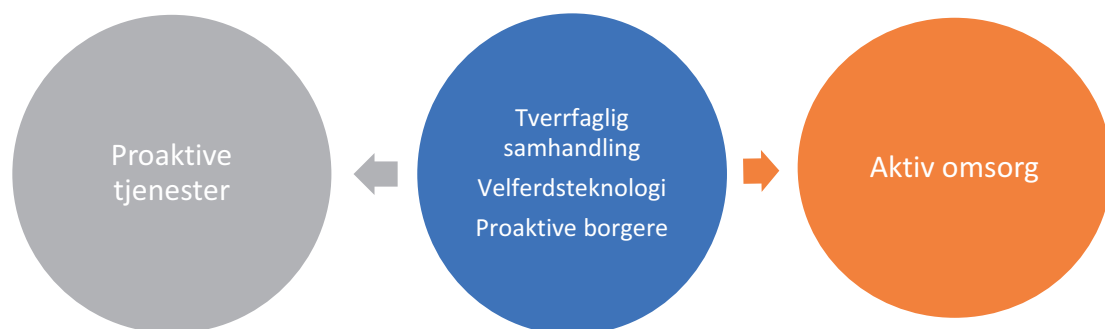 Proaktive
tjenester
Tverrfaglig
samhandling
Velferdsteknologi
Proaktive borgere
Aktiv omsorg